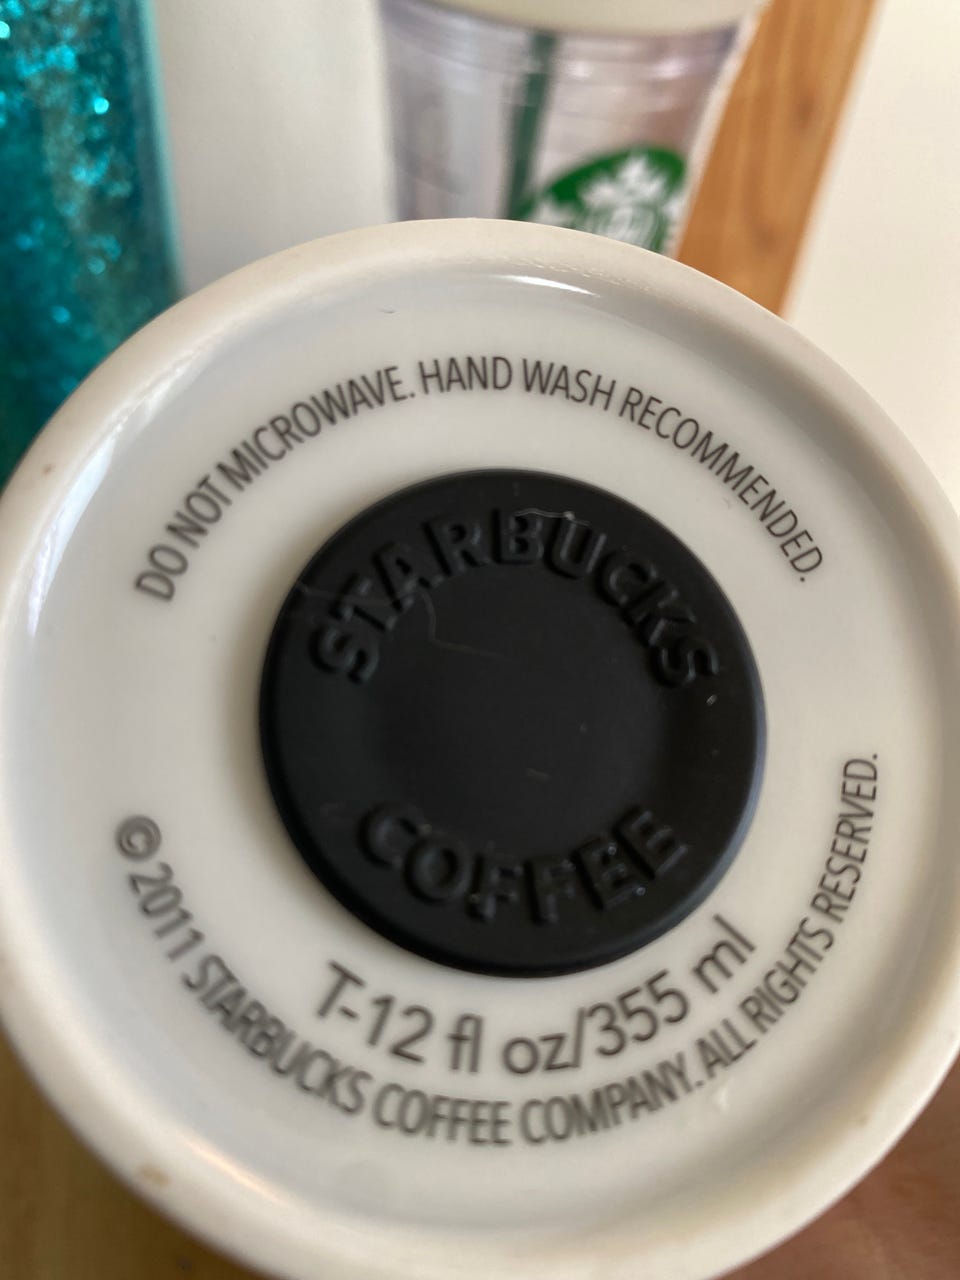 DO NOT MICROWAVE. HAND WASH RECOMMENDED.
STARBUCKS
COFFEE
T-12 fl oz/355 ml
©2011 STARBUCKS COFFEE COMPANY. ALL RIGHTS RESERVED.